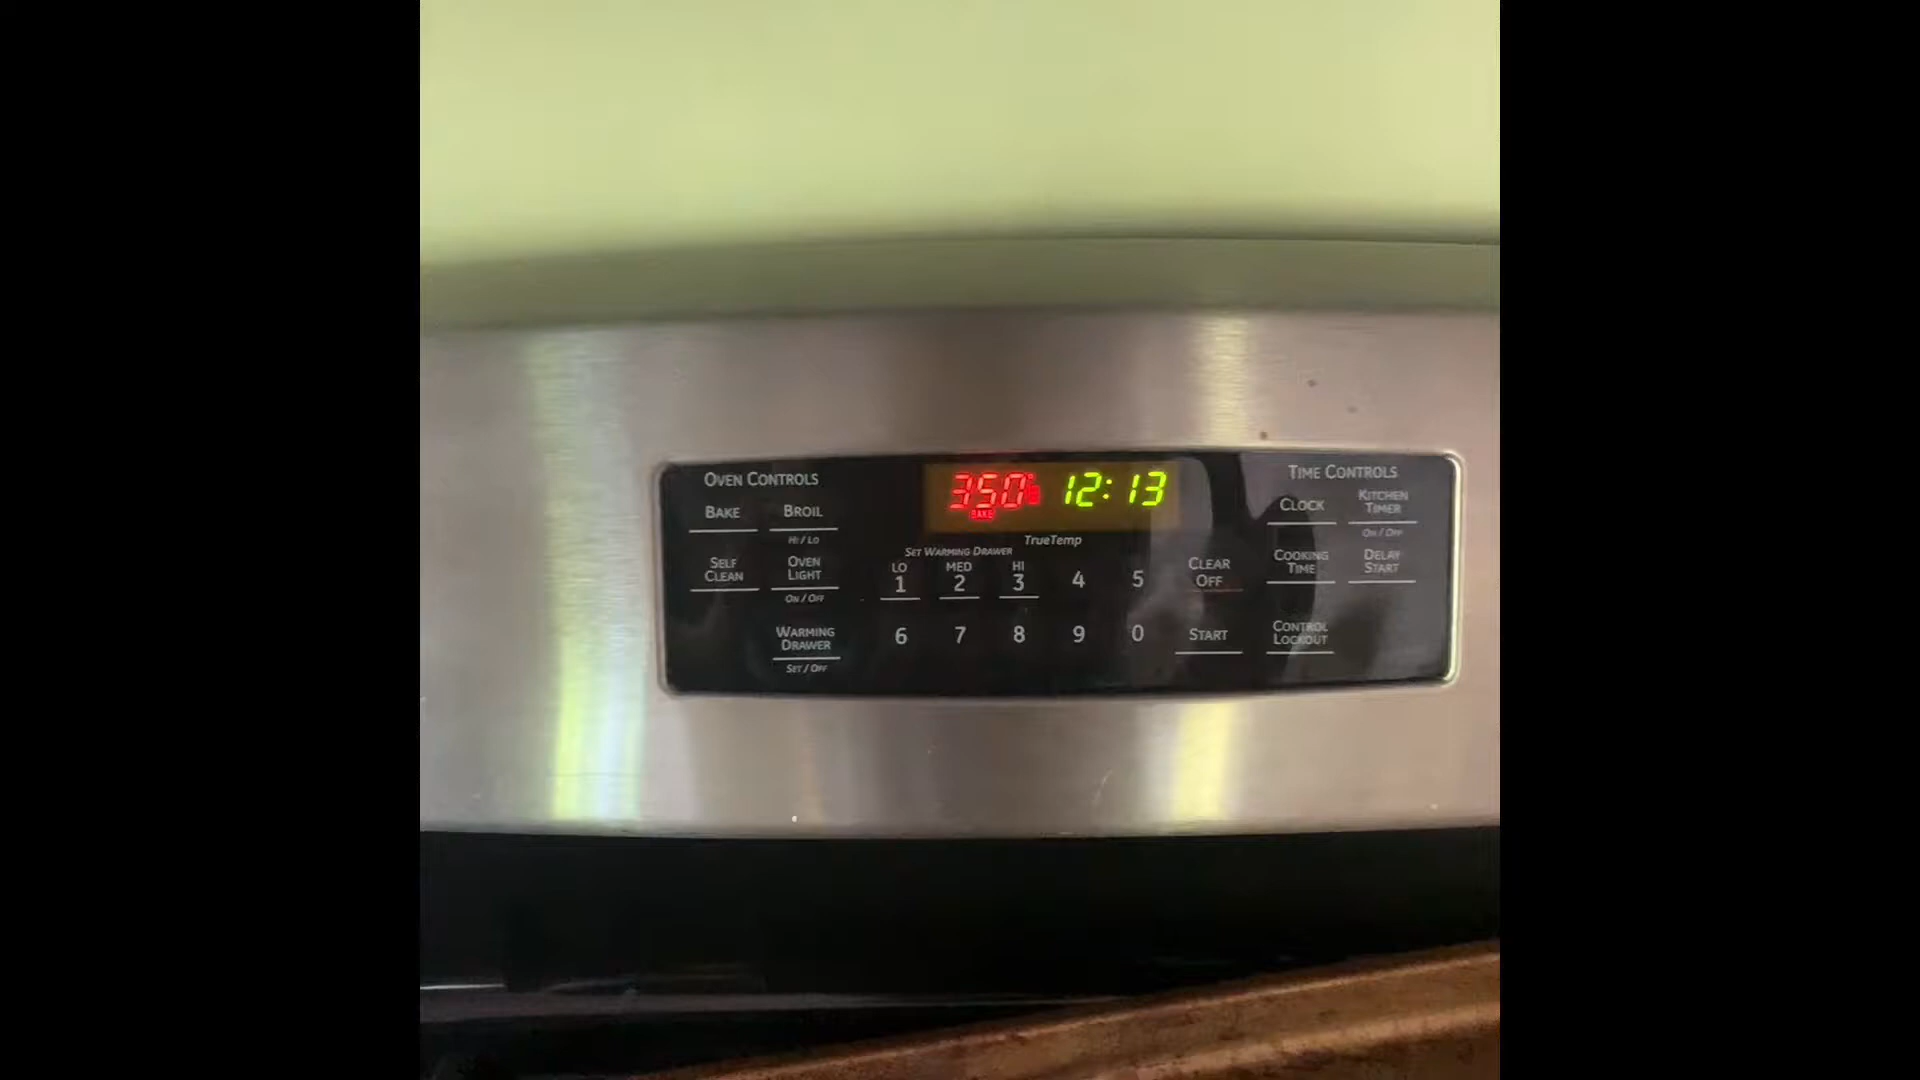 OVEN CONTROLS
BAKE
BROIL
HI / LO
SELF
CLEAN
OVEN
LIGHT
ON / OFF
WARMING
DRAWER
SET / OFF
350°
BAKE
12:13
TrueTemp
SET WARMING DRAWER
LO
MED
HI
1 2 3 4 5
6 7 8 9 0
CLEAR
OFF
START
TIME CONTROLS
CLOCK
KITCHEN
TIMER
ON / OFF
COOKING
TIME
DELAY
START
CONTROL
LOCKOUT